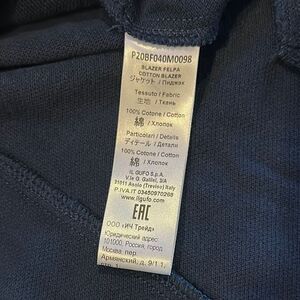 PZ0BF040M0098
BLAZER FELPA
COTTON BLAZER
ジャケット / Пиджак
Tessuto / Fabric
生地 / Ткань
100% Cotone / Cotton
綿 / Хлопок
Particolari / Details
ディテール / Детали
100% Cotone / Cotton
綿 / Хлопок
IL GUFO S.P.A.
V.le G. Galilei, 3/A
31011 Asolo (Treviso) Italy
P.IVA IT 03450970268
www.ilgufo.com
EAC
ООО «ИЧ Трейд»
Юридический адрес
101000, Россия, город
Москва, пер.
Армянский, д. 9/1 1